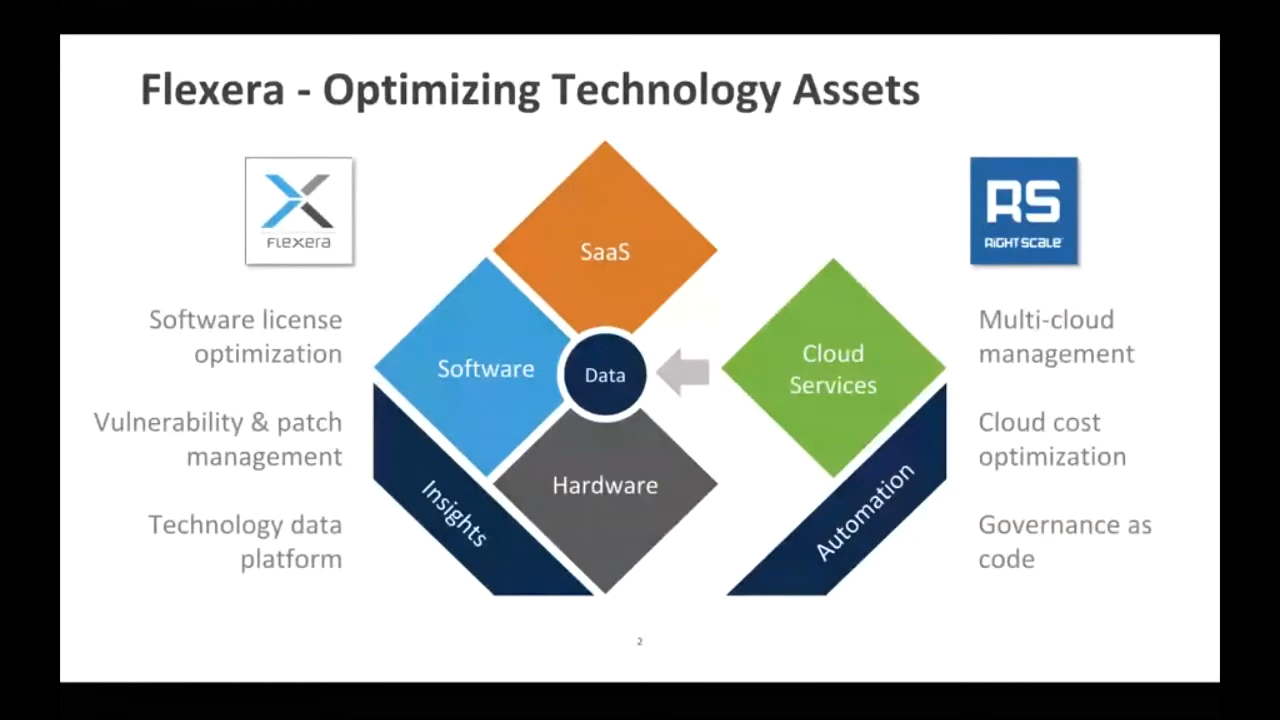 Flexera - Optimizing Technology Assets
FLEXERA
RS
RIGHT SCALE
SaaS
Software
Data
Cloud
Services
Hardware
Insights
Automation
Software license
optimization
Vulnerability & patch
management
Technology data
platform
Multi-cloud
management
Cloud cost
optimization
Governance as
code
2